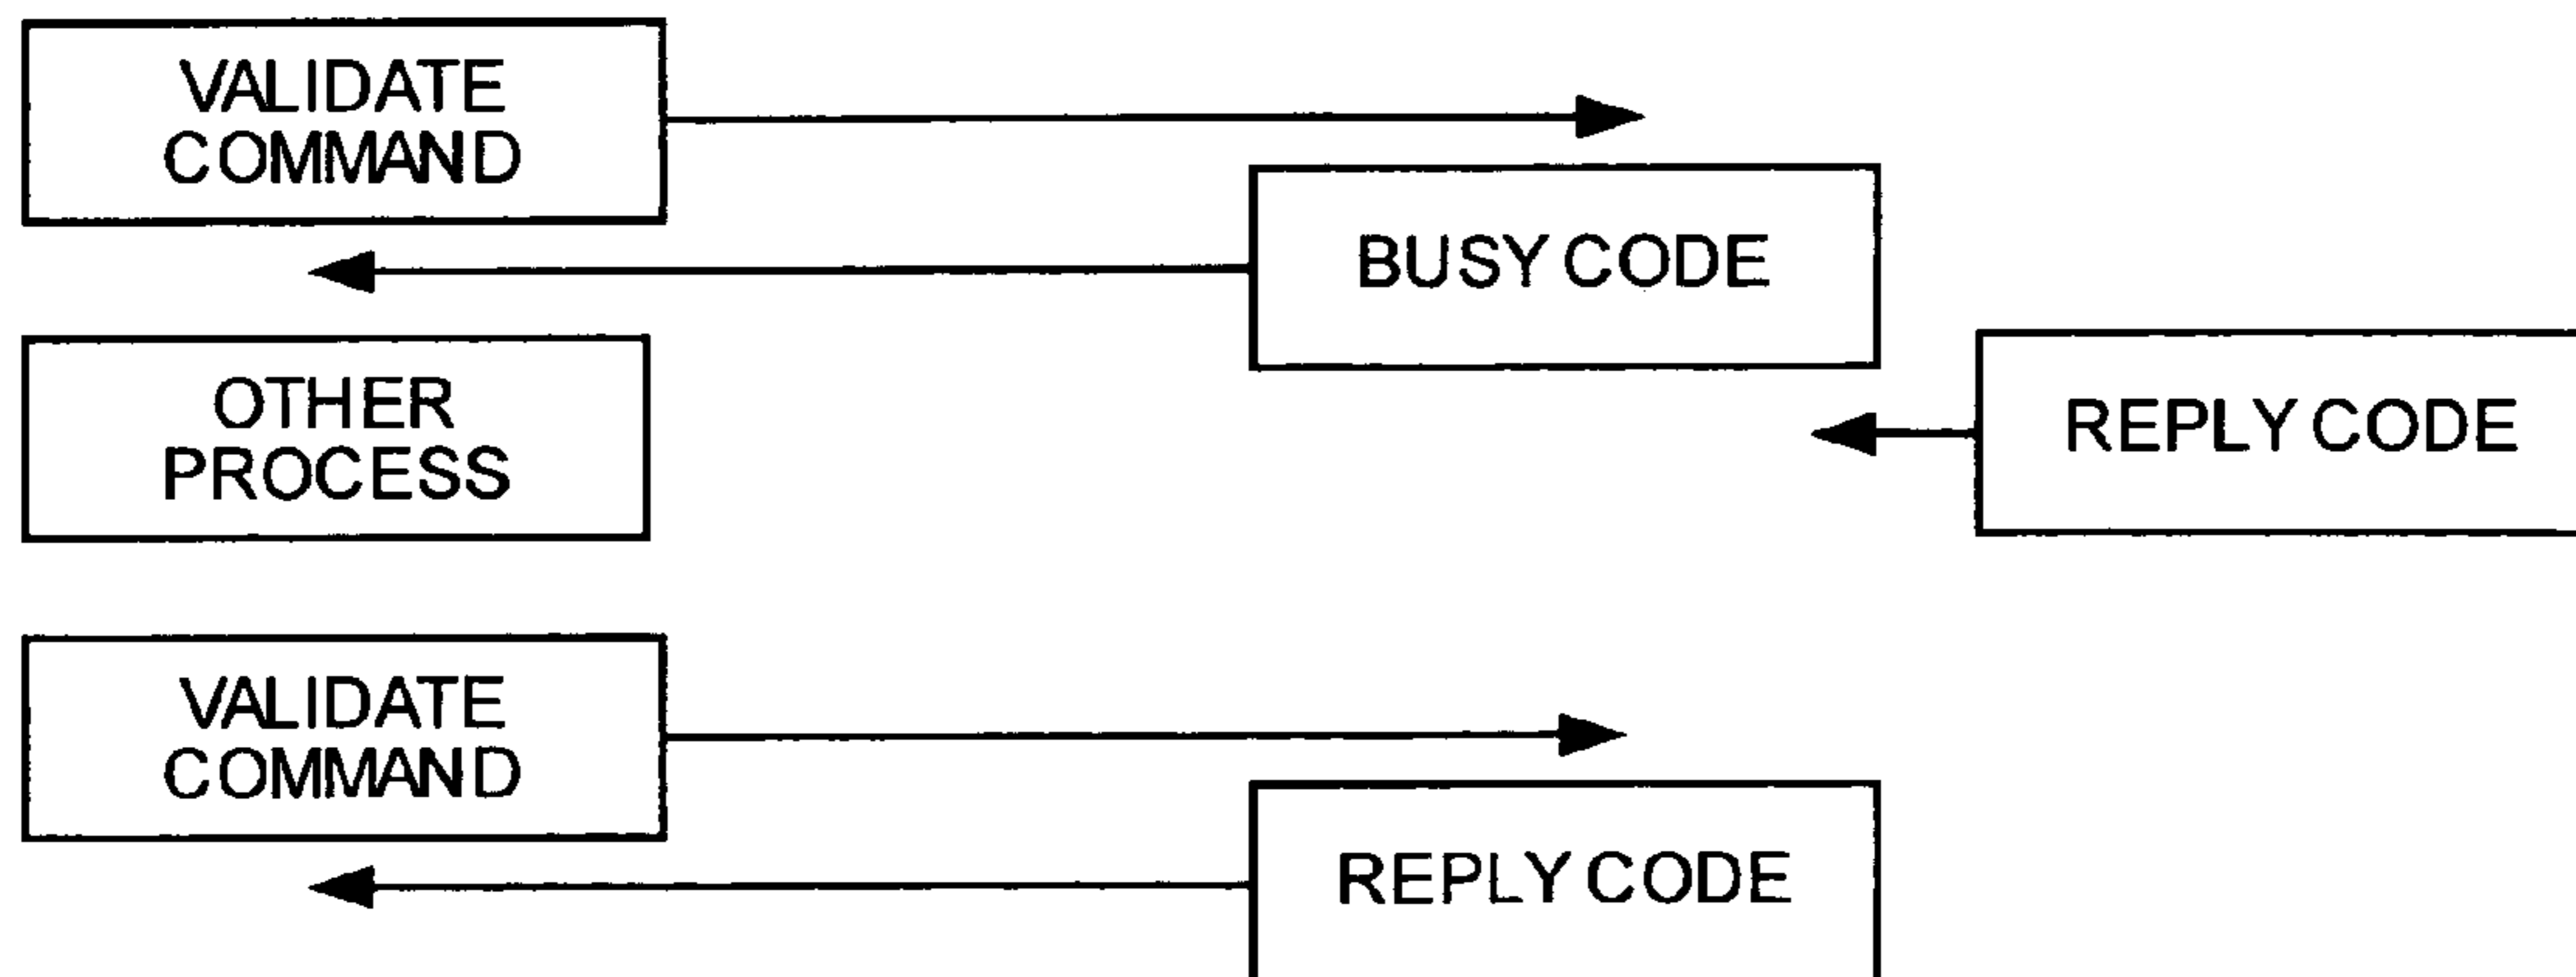 VALIDATE
COMMAND
BUSY CODE
OTHER
PROCESS
REPLY CODE
VALIDATE
COMMAND
REPLY CODE